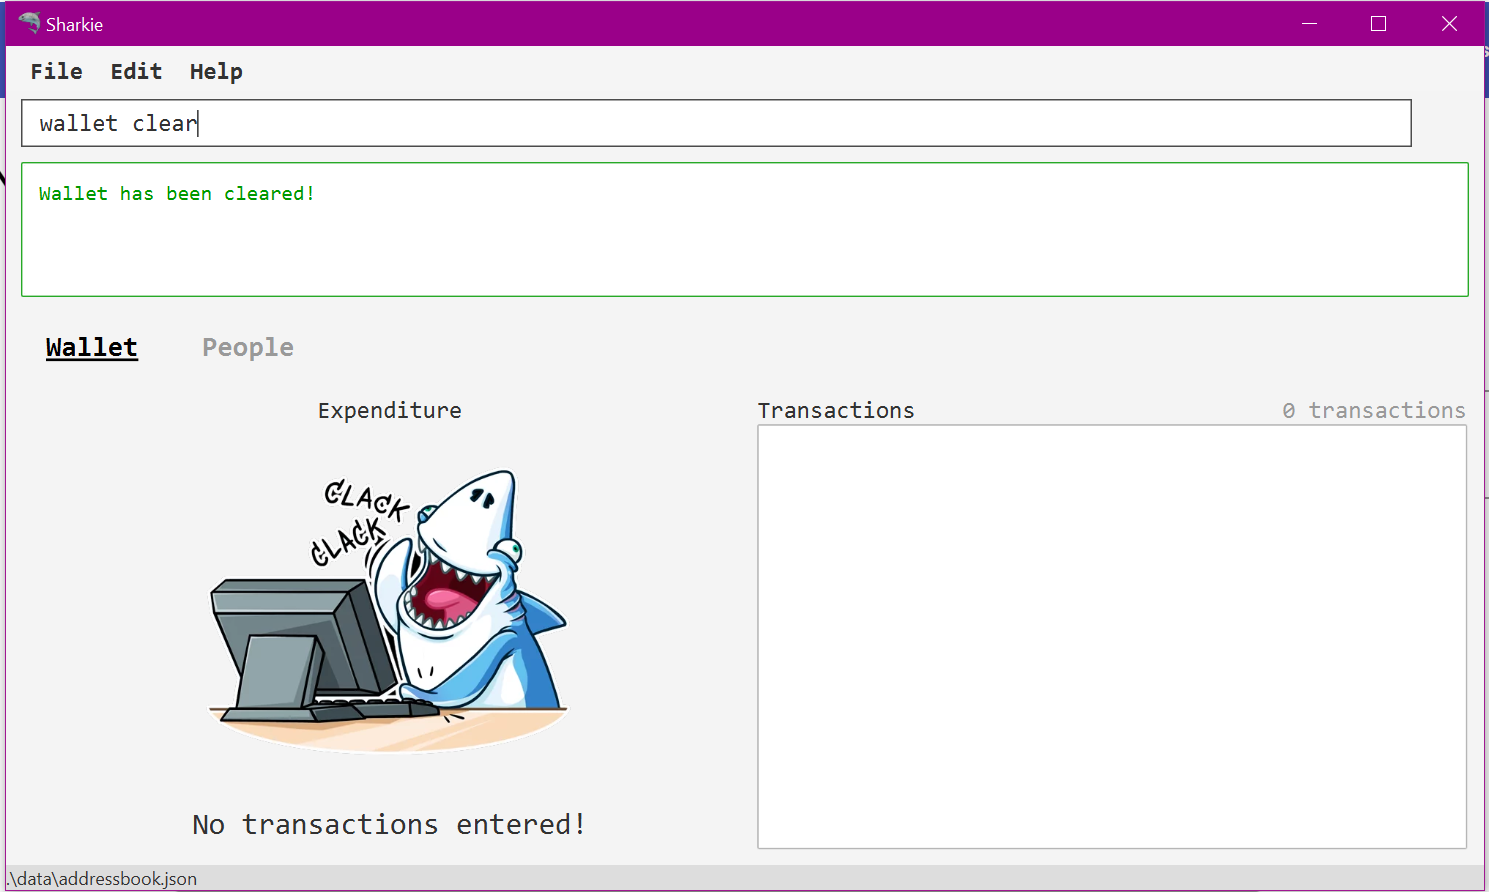 Sharkie
File Edit Help
wallet clear
Wallet has been cleared!
Wallet People
Expenditure
Transactions 0 transactions
CLACK
CLACK
No transactions entered!
.\data\addressbook.json